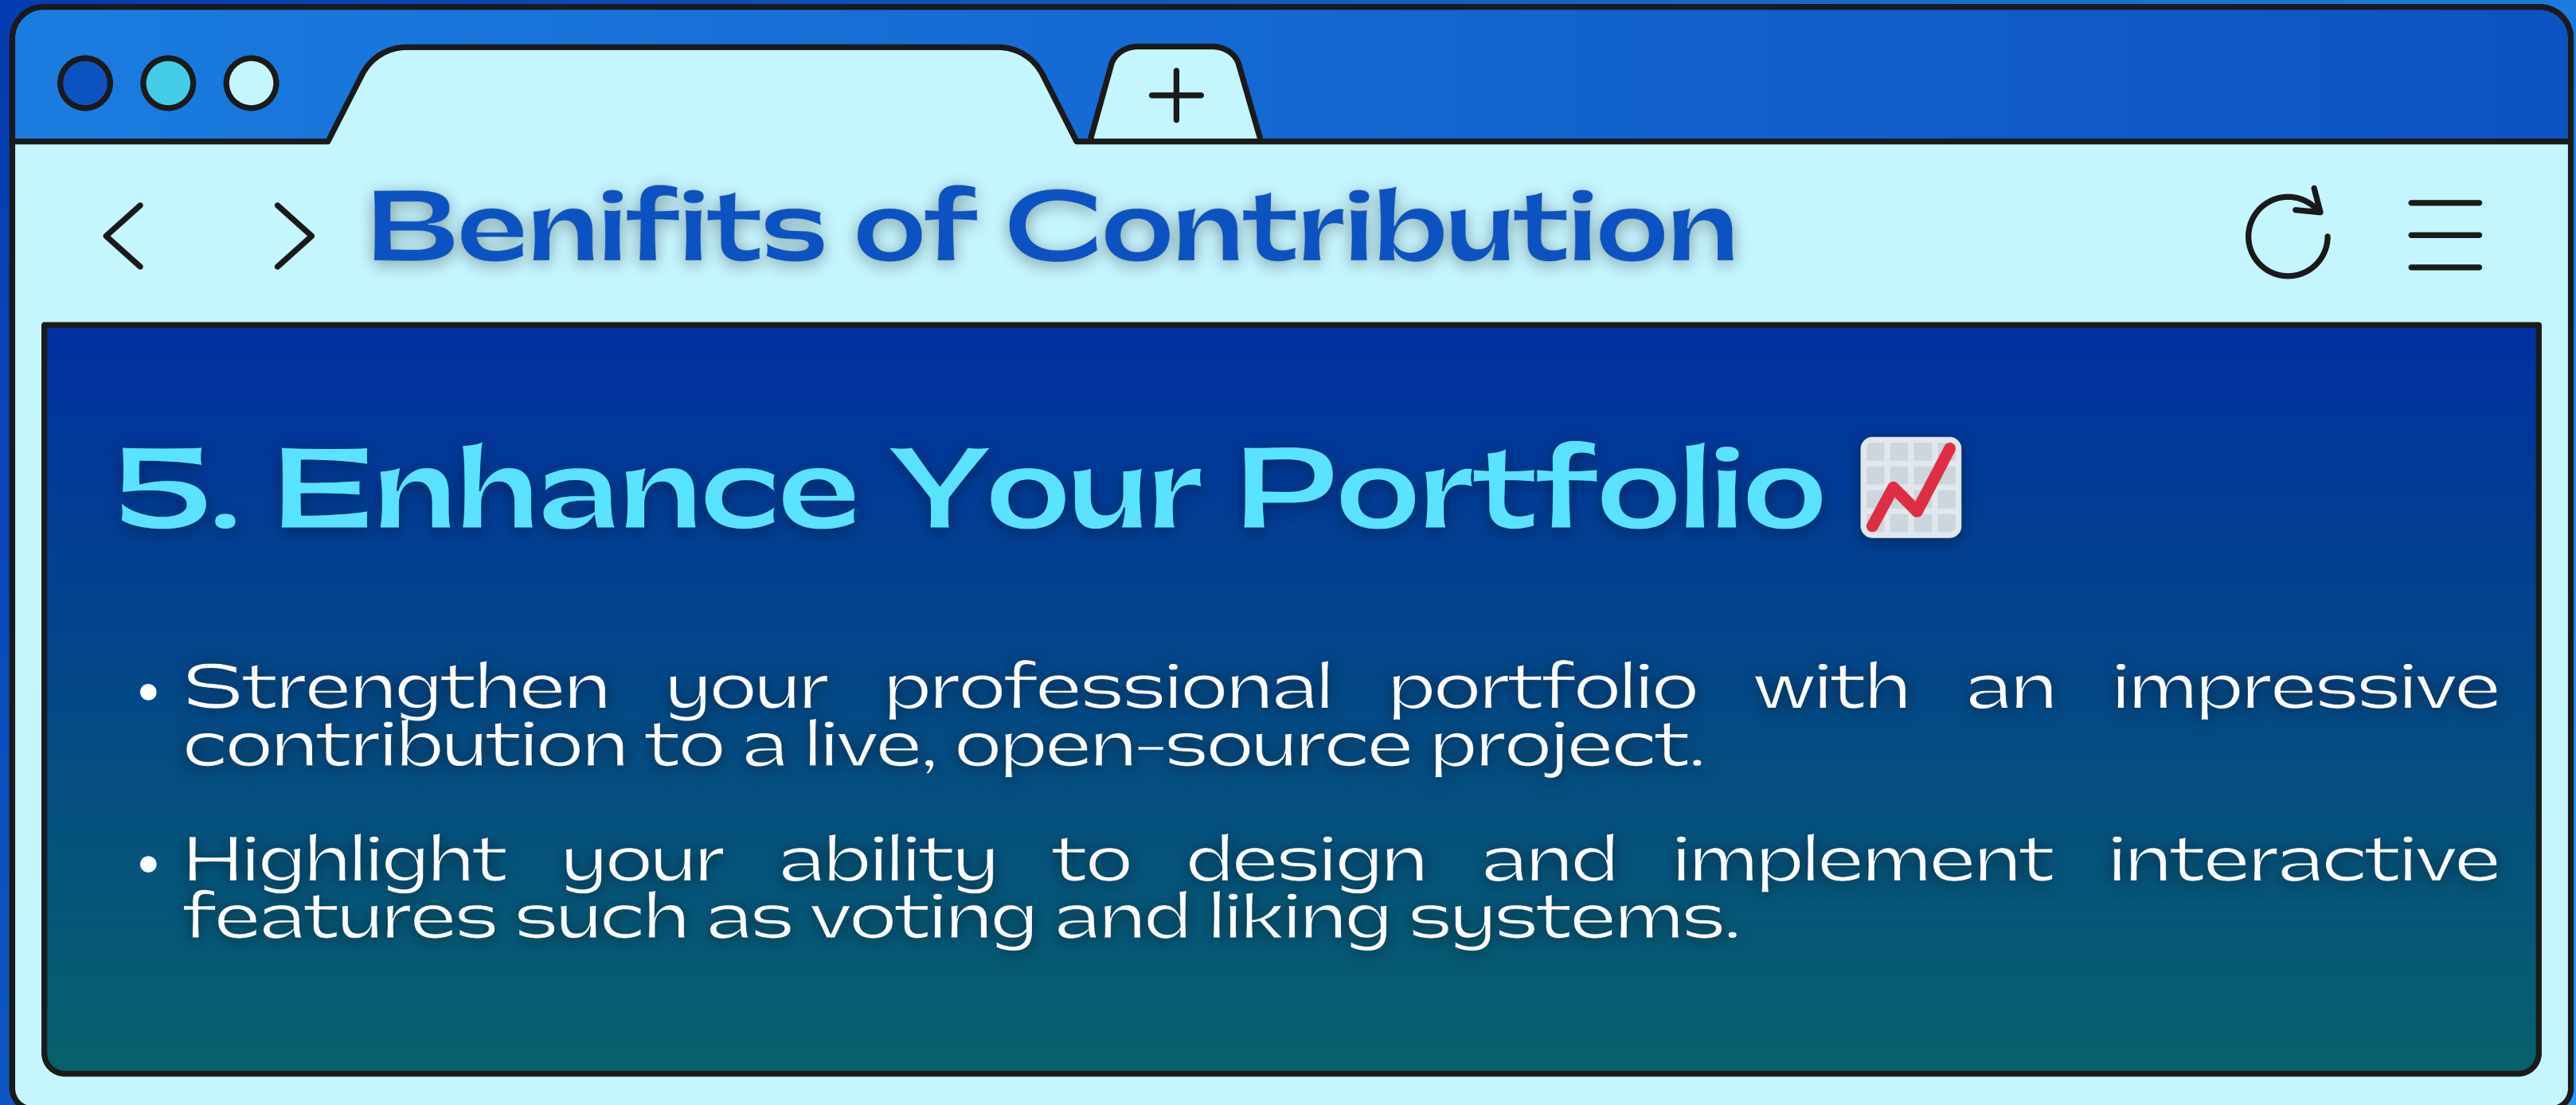 Benifits of Contribution
5. Enhance Your Portfolio 📈
• Strengthen your professional portfolio with an impressive
contribution to a live, open-source project.
• Highlight your ability to design and implement interactive
features such as voting and liking systems.